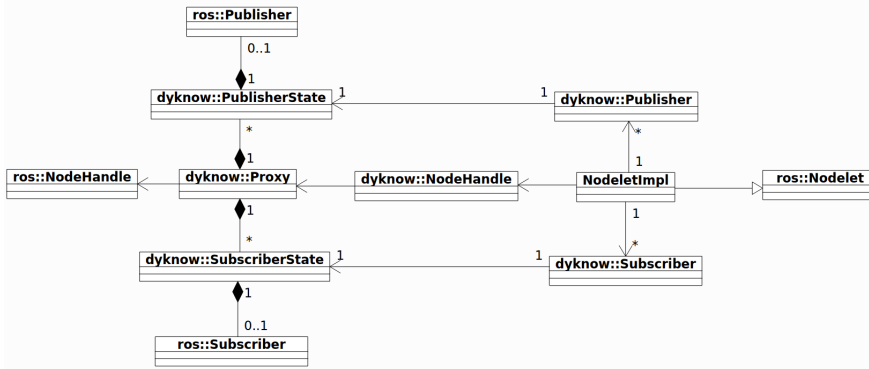 ros::Publisher
0..1
1
dyknow::PublisherState
1
1
dyknow::Publisher
*
*
1
1
ros::NodeHandle
dyknow::Proxy
dyknow::NodeHandle
NodeletImpl
ros::Nodelet
1
1
*
*
dyknow::SubscriberState
1
1
dyknow::Subscriber
1
0..1
ros::Subscriber